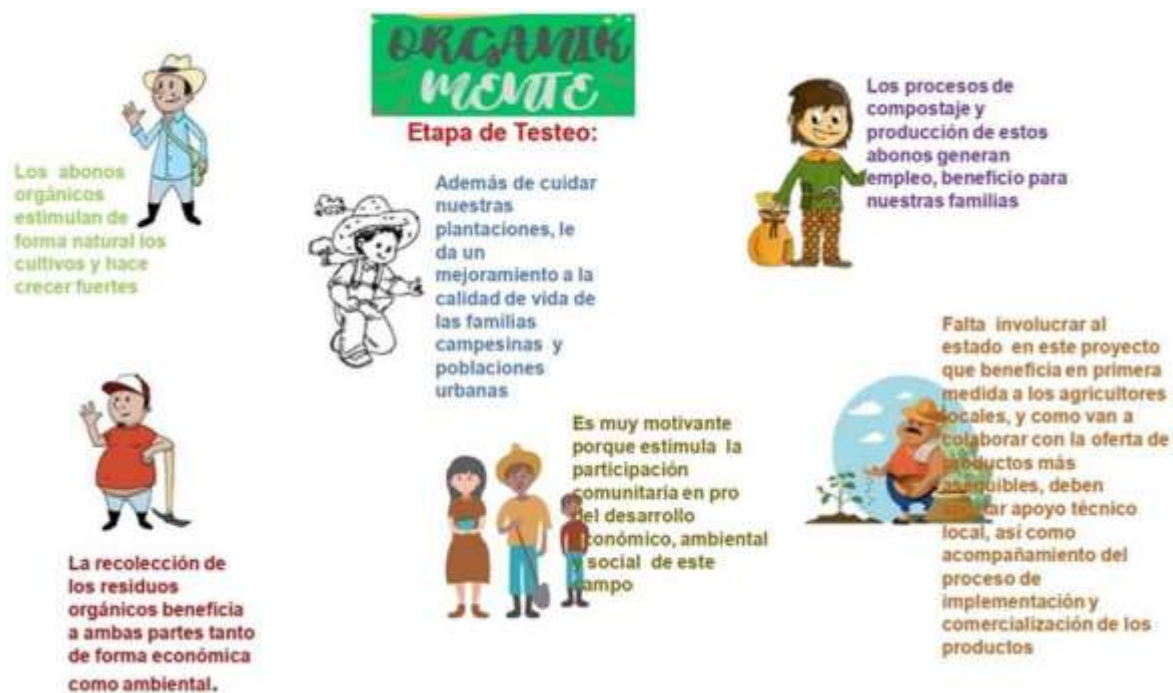 ORGANIK
MENTE
Etapa de Testeo:
Los abonos
orgánicos
estimulan de
forma natural los
cultivos y hace
crecer fuertes
Además de cuidar
nuestras
plantaciones, le
da un
mejoramiento a la
calidad de vida de
las familias
campesinas y
poblaciones
urbanas
Los procesos de
compostaje y
producción de estos
abonos generan
empleo, beneficio para
nuestras familias
La recolección de
los residuos
orgánicos beneficia
a ambas partes tanto
de forma económica
como ambiental.
Es muy motivante
porque estimula la
participación
comunitaria en pro
del desarrollo
económico, ambiental
y social de este
campo
Falta involucrar al
estado en este proyecto
que beneficia en primera
medida a los agricultores
locales, y como van a
colaborar con la oferta de
productos más
asequibles, deben
apoyo técnico
local, así como
acompañamiento del
proceso de
implementación y
comercialización de los
productos